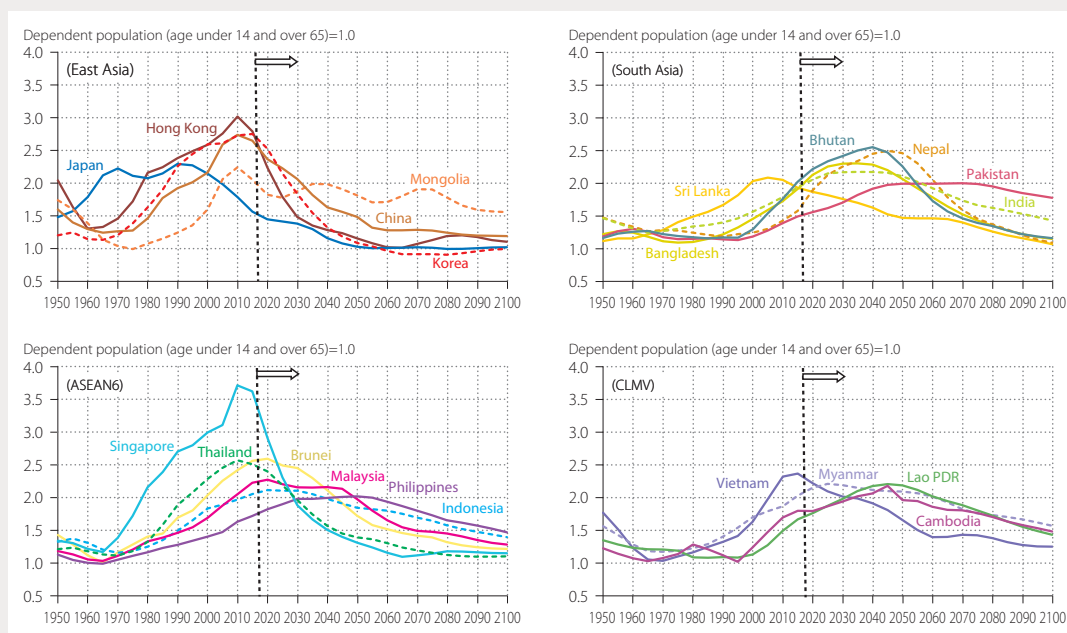 Dependent population (age under 14 and over 65)=1.0
4.0
(East Asia)
3.5
3.0
Hong Kong
2.5
Japan
Mongolia
2.0
China
1.5
1.0
Korea
0.5
1950 1960 1970 1980 1990 2000 2010 2020 2030 2040 2050 2060 2070 2080 2090 2100
Dependent population (age under 14 and over 65)=1.0
4.0
(South Asia)
3.5
3.0
Bhutan
Nepal
2.5
Pakistan
Sri Lanka
2.0
India
1.5
Bangladesh
1.0
0.5
1950 1960 1970 1980 1990 2000 2010 2020 2030 2040 2050 2060 2070 2080 2090 2100
Dependent population (age under 14 and over 65)=1.0
4.0
(ASEAN6)
3.5
3.0
Singapore
Thailand
Brunei
2.5
Malaysia
Philippines
2.0
Indonesia
1.5
1.0
0.5
1950 1960 1970 1980 1990 2000 2010 2020 2030 2040 2050 2060 2070 2080 2090 2100
Dependent population (age under 14 and over 65)=1.0
4.0
(CLMV)
3.5
3.0
2.5
Myanmar
Lao PDR
Vietnam
2.0
Cambodia
1.5
1.0
0.5
1950 1960 1970 1980 1990 2000 2010 2020 2030 2040 2050 2060 2070 2080 2090 2100